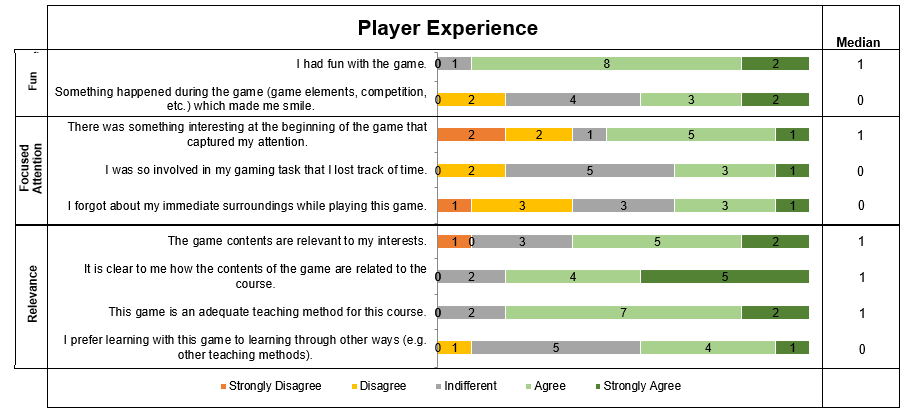 Player Experience
Median
Fun
I had fun with the game.
0 1 8 2
1
Something happened during the game (game elements, competition,
etc.) which made me smile.
0 2 4 3 2
0
Focused
Attention
There was something interesting at the beginning of the game that
captured my attention.
2 2 1 5 1
1
I was so involved in my gaming task that I lost track of time.
0 2 5 3 1
0
I forgot about my immediate surroundings while playing this game.
1 3 3 3 1
0
Relevance
The game contents are relevant to my interests.
1 0 3 5 2
1
It is clear to me how the contents of the game are related to the
course.
0 2 4 5
1
This game is an adequate teaching method for this course.
0 2 7 2
1
I prefer learning with this game to learning through other ways (e.g.
other teaching methods).
0 1 5 4 1
0
Strongly Disagree Disagree Indifferent Agree Strongly Agree